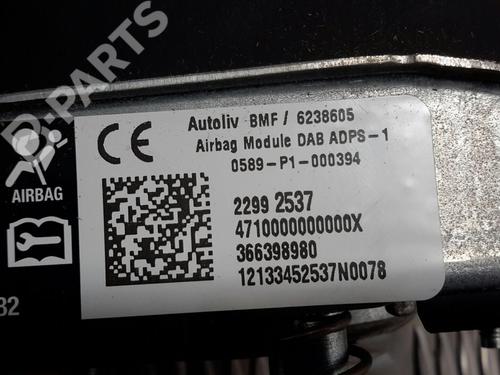 B-PARTS
Autoliv BMF/ 6238605
Airbag Module DAB ADPS-1
0589-P1-000394
CE
2299 2537
4710000000000X
366398980
12133452537N0078
AIRBAG
32